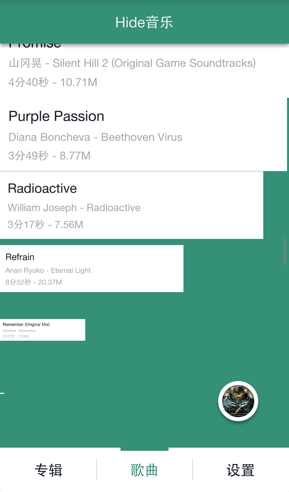 Hide音乐
Promise
山冈晃 - Silent Hill 2 (Original Game Soundtracks)
4分40秒 - 10.71M
Purple Passion
Diana Boncheva - Beethoven Virus
3分49秒 - 8.77M
Radioactive
William Joseph - Radioactive
3分17秒 - 7.56M
Refrain
Anan Ryoko - Eternal Light
8分52秒 - 20.37M
Remember (Original Mix)
专辑 歌曲 设置